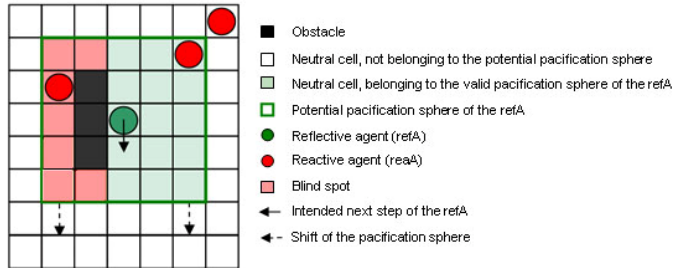 Obstacle
Neutral cell, not belonging to the potential pacification sphere
Neutral cell, belonging to the valid pacification sphere of the refA
Potential pacification sphere of the refA
Reflective agent (refA)
Reactive agent (reaA)
Blind spot
Intended next step of the refA
Shift of the pacification sphere